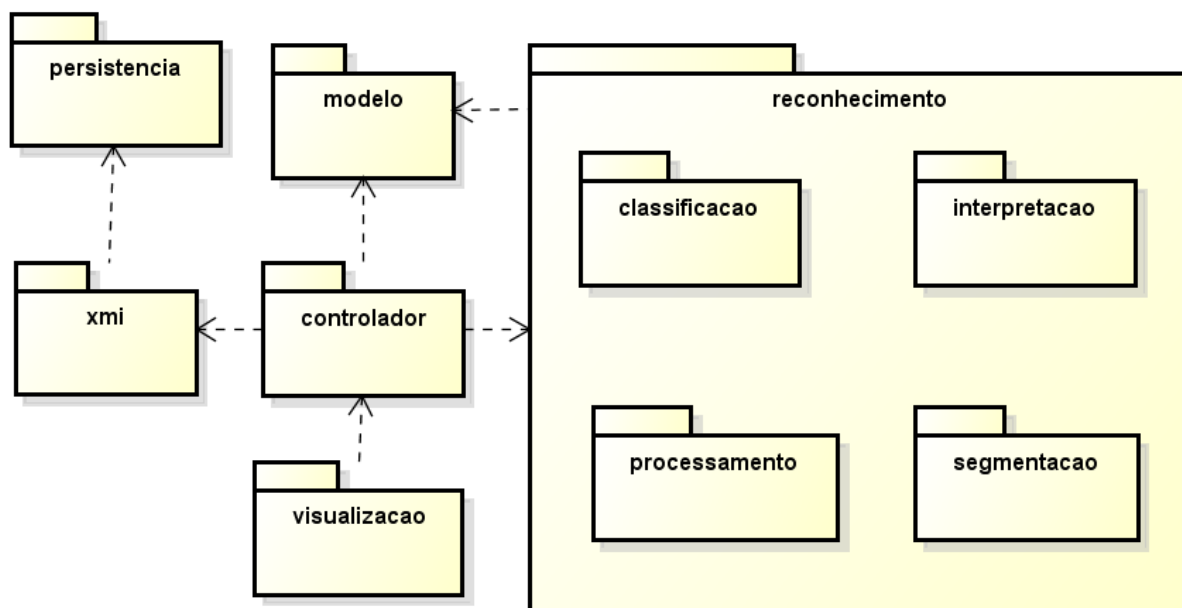 persistencia
modelo
reconhecimento
classificacao
interpretacao
xmi
controlador
processamento
segmentacao
visualizacao